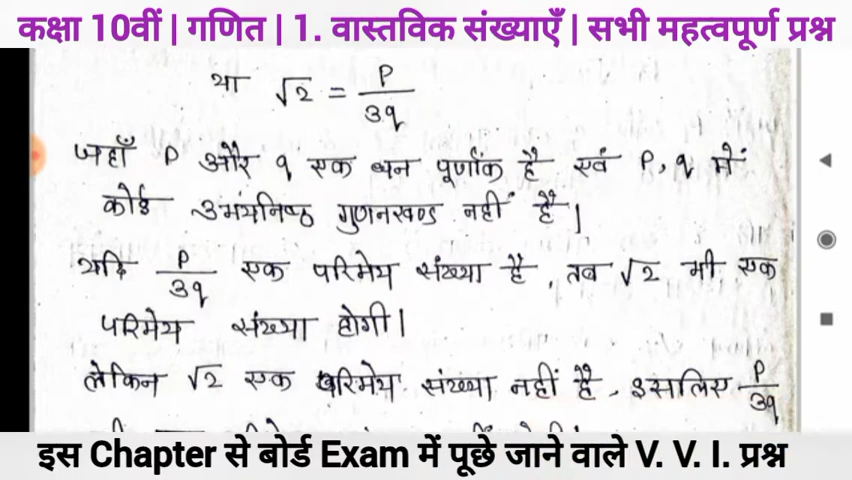 कक्षा 10वीं | गणित | 1. वास्तविक संख्याएँ | सभी महत्वपूर्ण प्रश्न
या √2 = P/3q
जहाँ P और q एक धन पूर्णांक है एवं P, q में
कोई उभयनिष्ठ गुणनखण्ड नहीं है।
यदि P/3q एक परिमेय संख्या है, तब √2 भी एक
परिमेय संख्या होगी।
लेकिन √2 एक परिमेय संख्या नहीं है, इसलिए P/3q
इस Chapter से बोर्ड Exam में पूछे जाने वाले V. V. I. प्रश्न